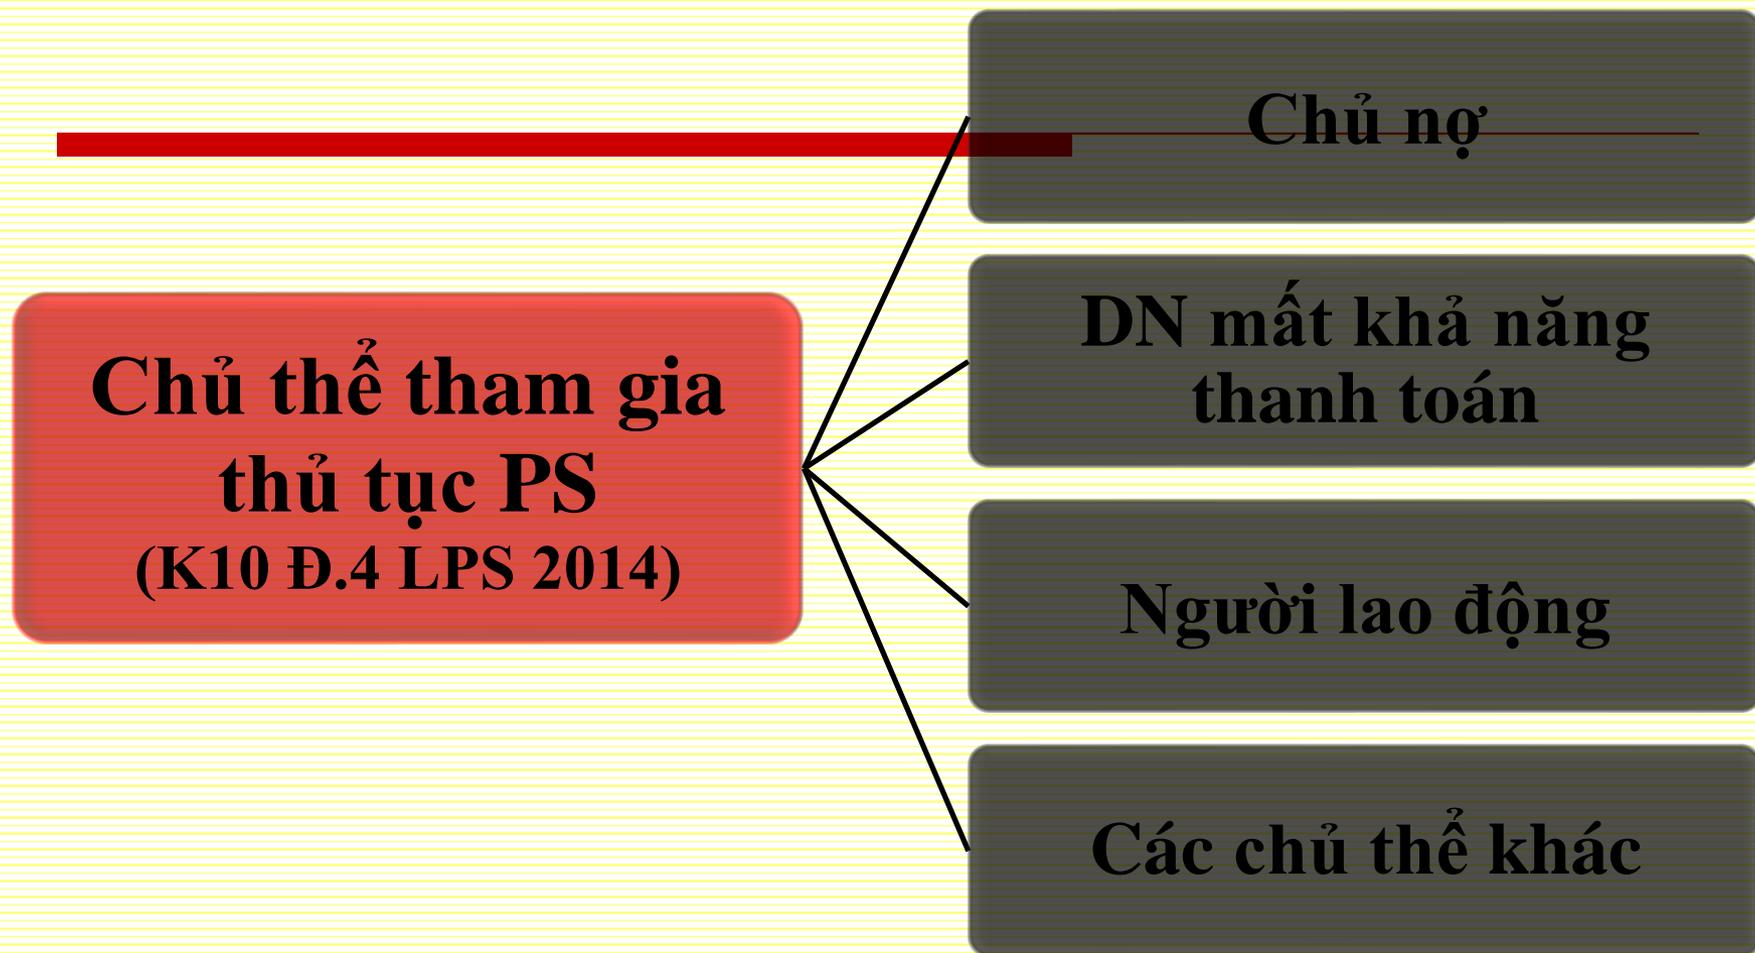 Chủ thể tham gia
thủ tục PS
(K10 Đ.4 LPS 2014)
Chủ nợ
DN mất khả năng
thanh toán
Người lao động
Các chủ thể khác